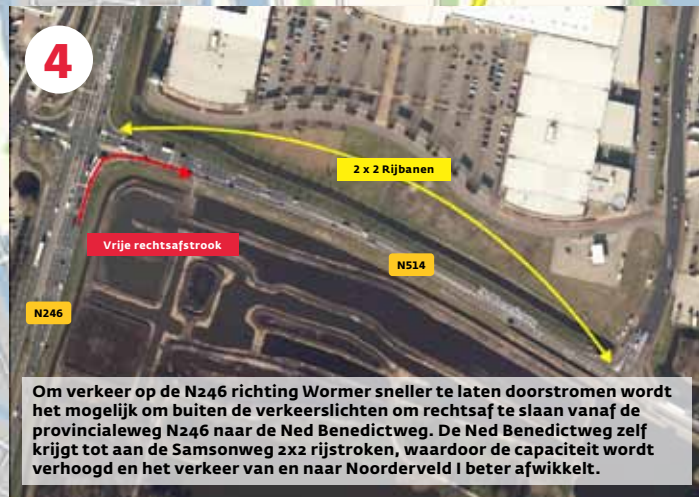 4
2 x 2 Rijbanen
Vrije rechtsafstrook
N514
N246
Om verkeer op de N246 richting Wormer sneller te laten doorstromen wordt
het mogelijk om buiten de verkeerslichten om rechtsaf te slaan vanaf de
provincialeweg N246 naar de Ned Benedictweg. De Ned Benedictweg zelf
krijgt tot aan de Samsonweg 2x2 rijstroken, waardoor de capaciteit wordt
verhoogd en het verkeer van en naar Noorderveld I beter afwikkelt.